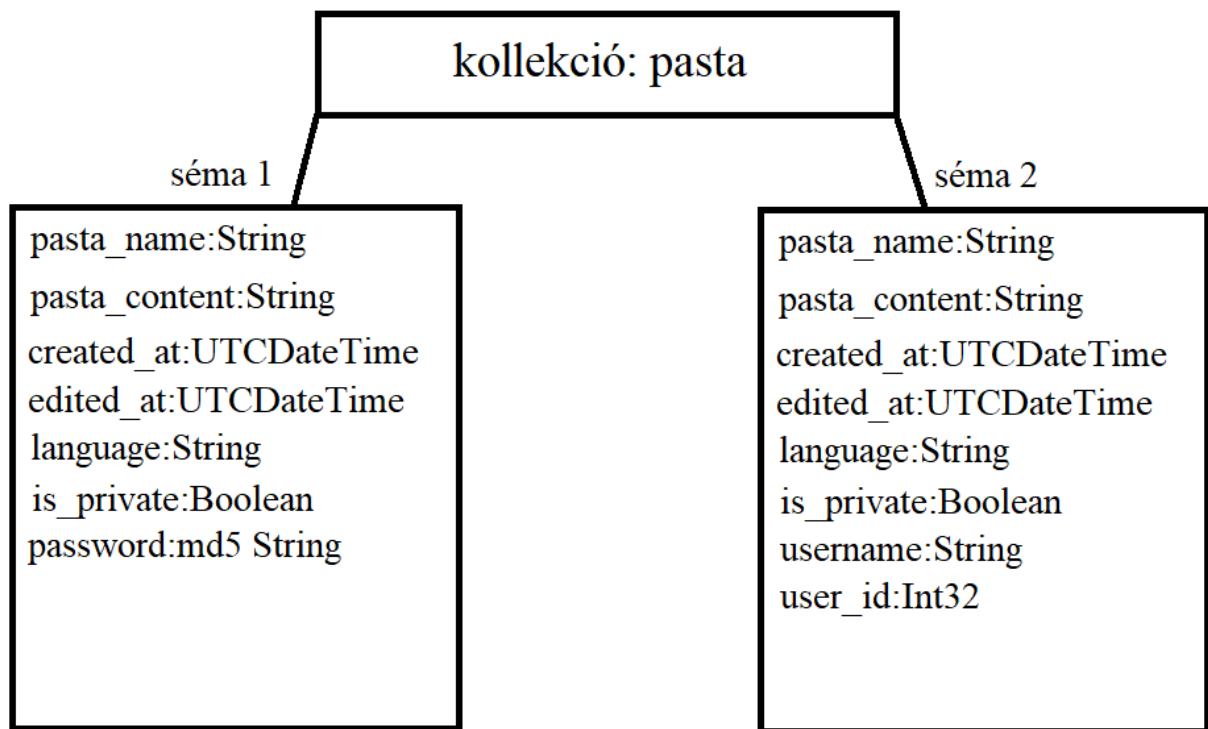 kollekció: pasta
séma 1
pasta_name:String
pasta_content:String
created_at:UTCDateTime
edited_at:UTCDateTime
language:String
is_private:Boolean
password:md5 String
séma 2
pasta_name:String
pasta_content:String
created_at:UTCDateTime
edited_at:UTCDateTime
language:String
is_private:Boolean
username:String
user_id:Int32